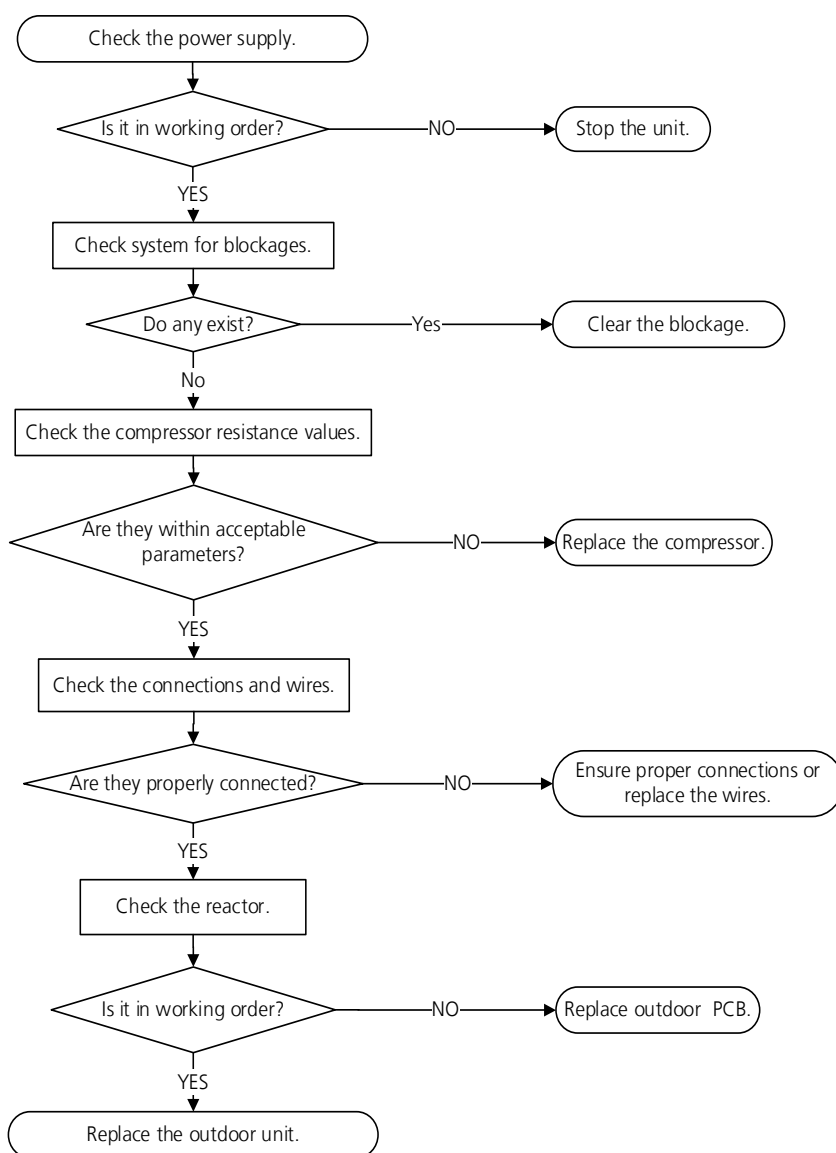 Check the power supply.
Is it in working order?
NO
Stop the unit.
YES
Check system for blockages.
Do any exist?
Yes
Clear the blockage.
No
Check the compressor resistance values.
Are they within acceptable
parameters?
NO
Replace the compressor.
YES
Check the connections and wires.
Are they properly connected?
NO
Ensure proper connections or
replace the wires.
YES
Check the reactor.
Is it in working order?
NO
Replace outdoor PCB.
YES
Replace the outdoor unit.